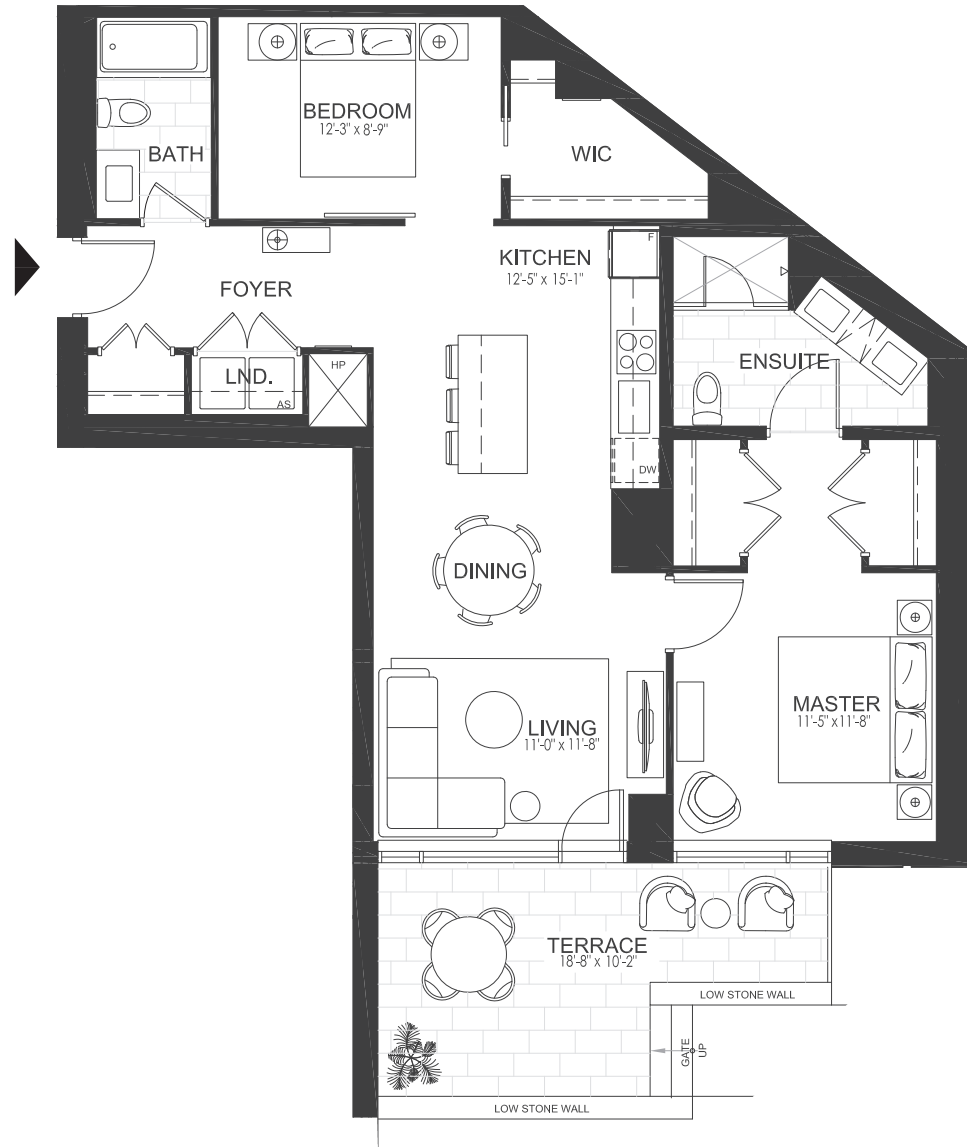 BEDROOM
12'-3" x 8'-9"
BATH
WIC
KITCHEN
12'-5" x 15'-1"
F
FOYER
ENSUITE
HP
LND.
AS
DW
DINING
MASTER
11'-5" x 11'-8"
LIVING
11'-0" x 11'-8"
TERRACE
18'-8" x 10'-2"
LOW STONE WALL
GATE
UP
LOW STONE WALL